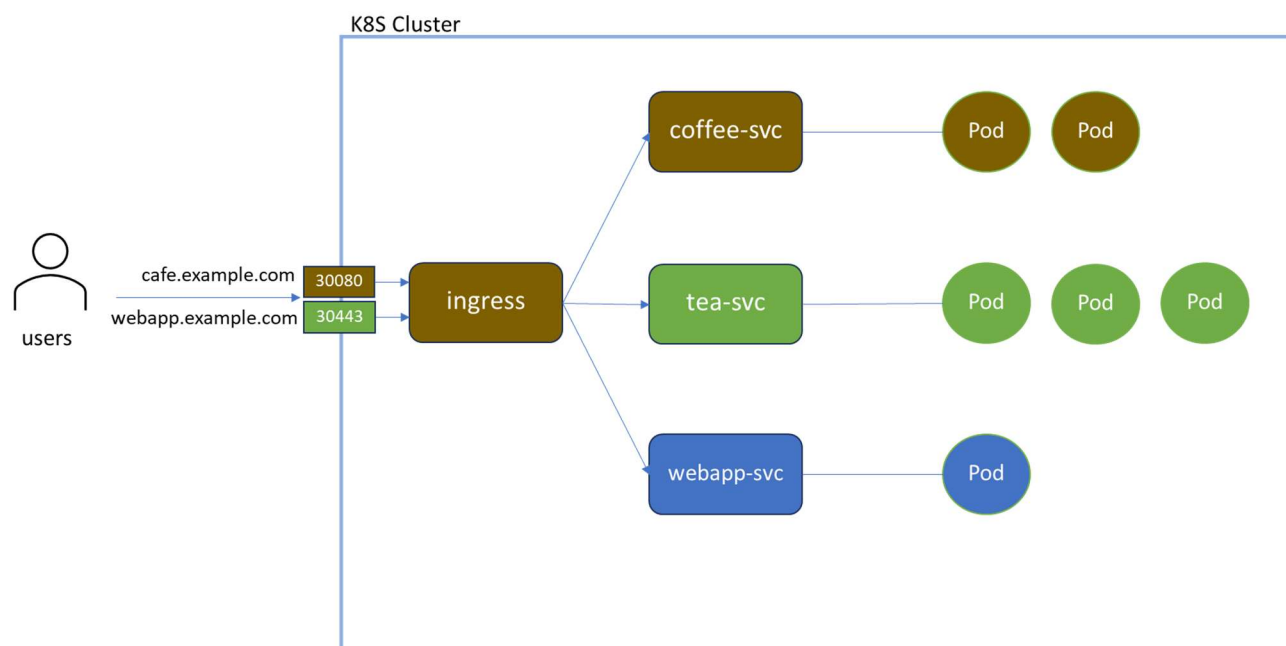 K8S Cluster
coffee-svc
Pod
Pod
cafe.example.com
30080
webapp.example.com
30443
users
ingress
tea-svc
Pod
Pod
Pod
webapp-svc
Pod